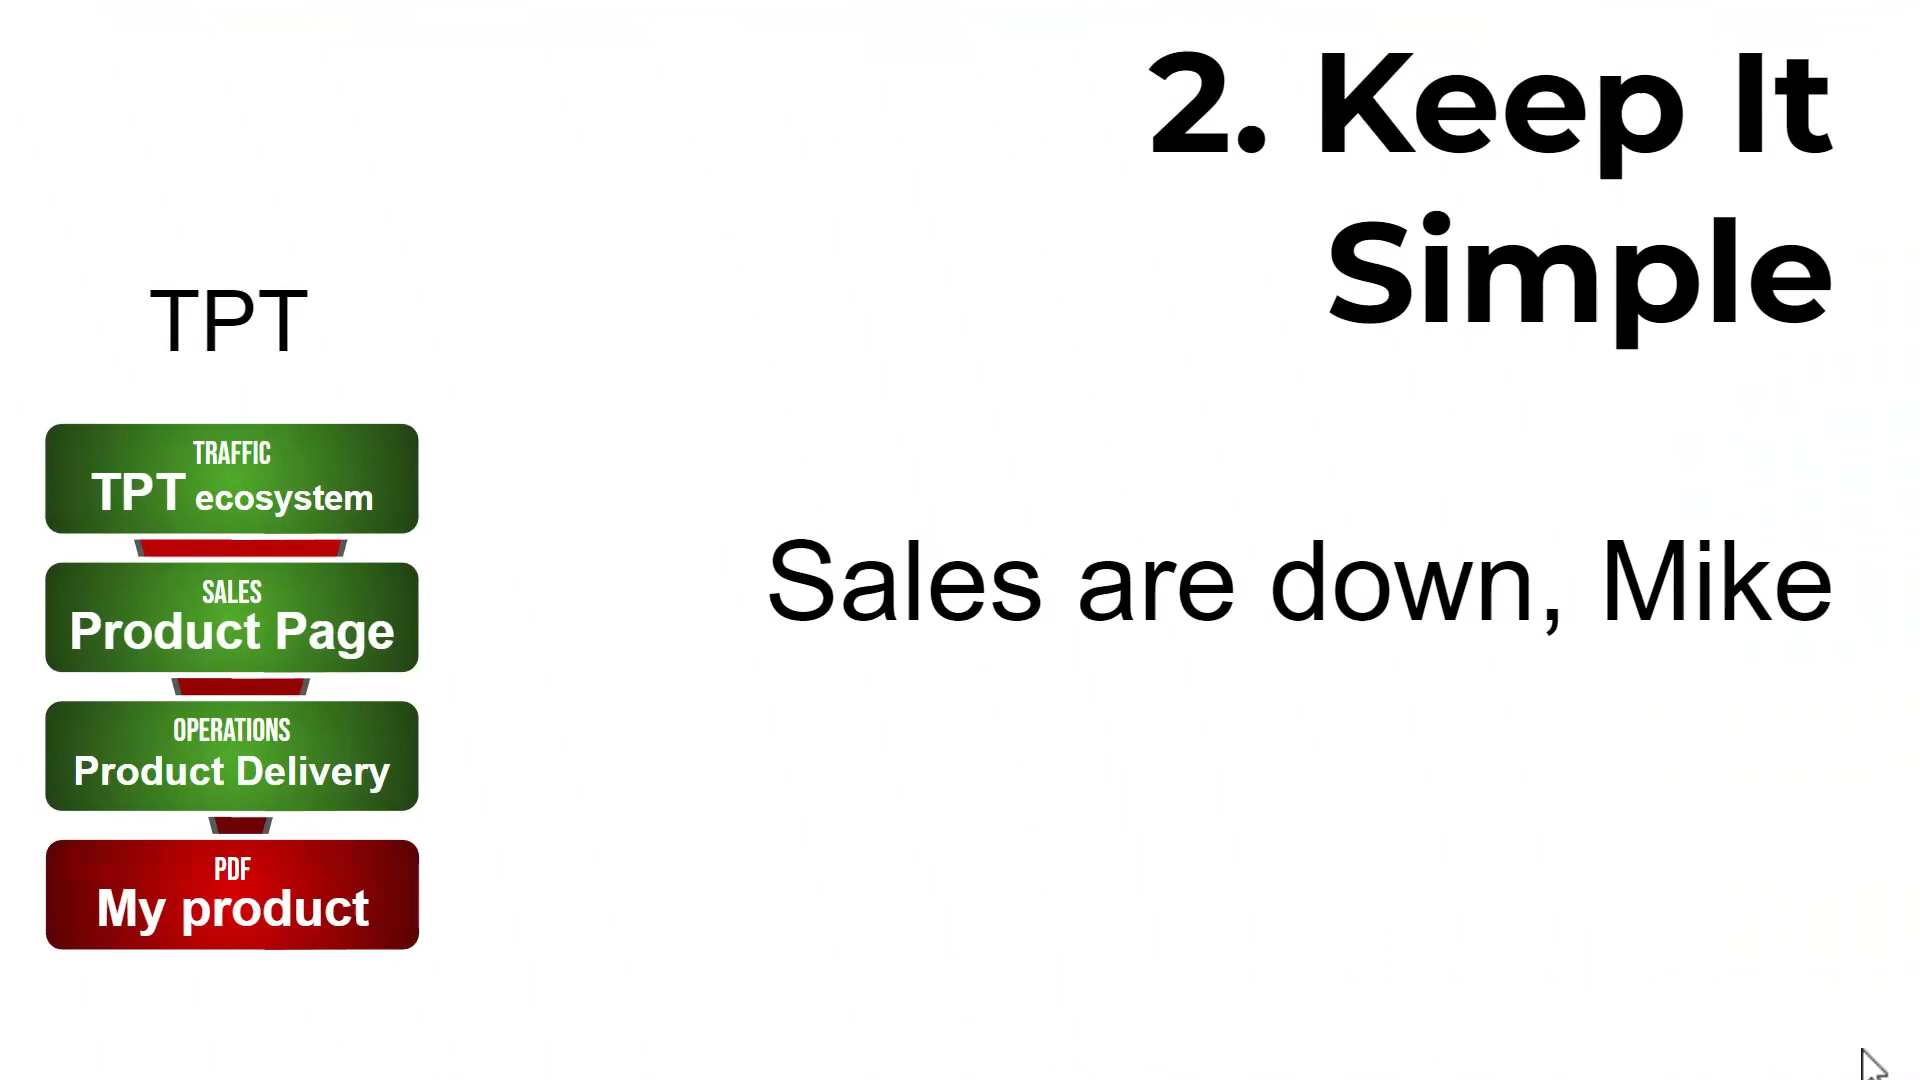 2. Keep It
Simple
TPT
TRAFFIC
TPT ecosystem
SALES
Product Page
OPERATIONS
Product Delivery
PDF
My product
Sales are down, Mike